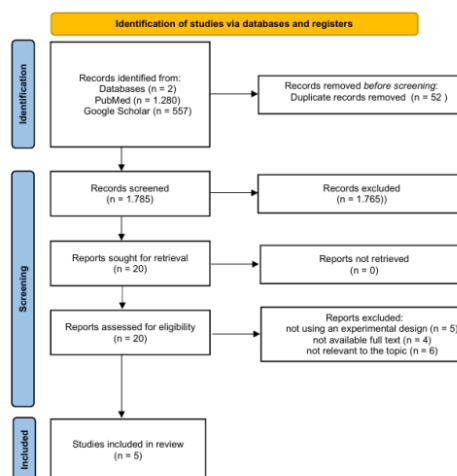 Identification of studies via databases and registers
Identification
Records identified from:
Databases (n = 2)
PubMed (n = 1.280)
Google Scholar (n = 557)
Records removed before screening:
Duplicate records removed (n = 52 )
Screening
Records screened
(n = 1.785)
Records excluded
(n = 1.765))
Reports sought for retrieval
(n = 20)
Reports not retrieved
(n = 0)
Reports assessed for eligibility
(n = 20)
Reports excluded:
not using an experimental design (n = 5)
not available full text (n = 4)
not relevant to the topic (n = 6)
Included
Studies included in review
(n = 5)